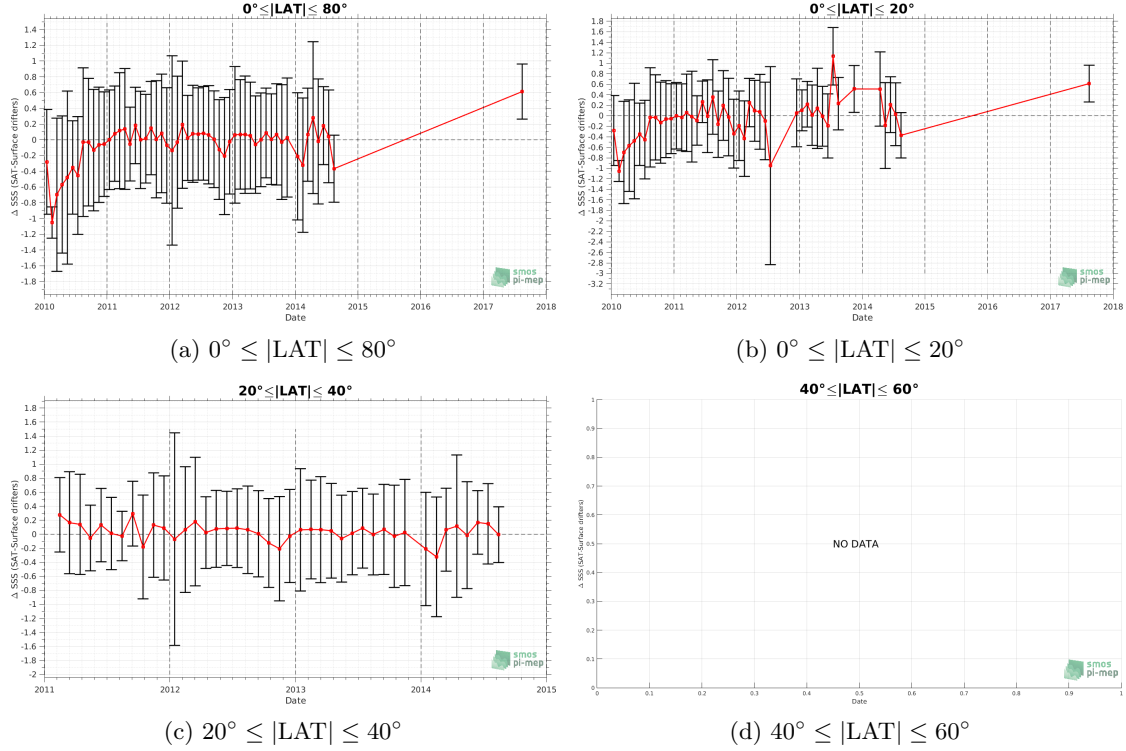 0°≤|LAT|≤ 80°
Δ SSS (SAT-Surface drifters)
1.4
1.2
1
0.8
0.6
0.4
0.2
0
-0.2
-0.4
-0.6
-0.8
-1
-1.2
-1.4
-1.6
-1.8
2010 2011 2012 2013 2014 2015 2016 2017 2018
Date
smos
pi-mep
(a) 0° ≤ |LAT| ≤ 80°
0°≤|LAT|≤ 20°
Δ SSS (SAT-Surface drifters)
1.8
1.6
1.4
1.2
1
0.8
0.6
0.4
0.2
0
-0.2
-0.4
-0.6
-0.8
-1
-1.2
-1.4
-1.6
-1.8
-2
-2.2
-2.4
-2.6
-2.8
-3
-3.2
2010 2011 2012 2013 2014 2015 2016 2017 2018
Date
smos
pi-mep
(b) 0° ≤ |LAT| ≤ 20°
20°≤|LAT|≤ 40°
Δ SSS (SAT-Surface drifters)
1.8
1.6
1.4
1.2
1
0.8
0.6
0.4
0.2
0
-0.2
-0.4
-0.6
-0.8
-1
-1.2
-1.4
-1.6
-1.8
-2
2011 2012 2013 2014 2015
Date
smos
pi-mep
(c) 20° ≤ |LAT| ≤ 40°
40°≤|LAT|≤ 60°
Δ SSS (SAT-Surface drifters)
1
0.9
0.8
0.7
0.6
0.5
0.4
0.3
0.2
0.1
0
NO DATA
0 0.1 0.2 0.3 0.4 0.5 0.6 0.7 0.8 0.9 1
Date
smos
pi-mep
(d) 40° ≤ |LAT| ≤ 60°